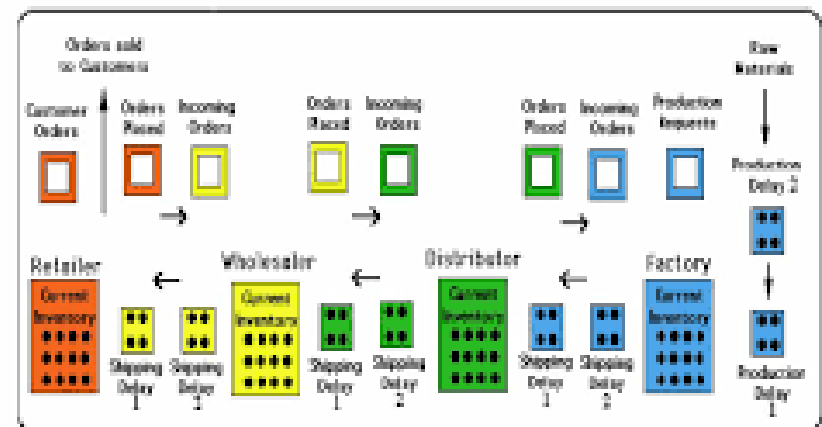 Orders sold
to Customers
Raw
Materials
Customer
Orders
Orders
Placed
Incoming
Orders
Orders
Placed
Incoming
Orders
Orders
Placed
Incoming
Orders
Production
Requests
Production
Delay 2
Retailer
Wholesaler
Distributor
Factory
Current
Inventory
Current
Inventory
Current
Inventory
Current
Inventory
Shipping
Delay
1
Shipping
Delay
2
Shipping
Delay
1
Shipping
Delay
2
Shipping
Delay
1
Shipping
Delay
2
Production
Delay
1